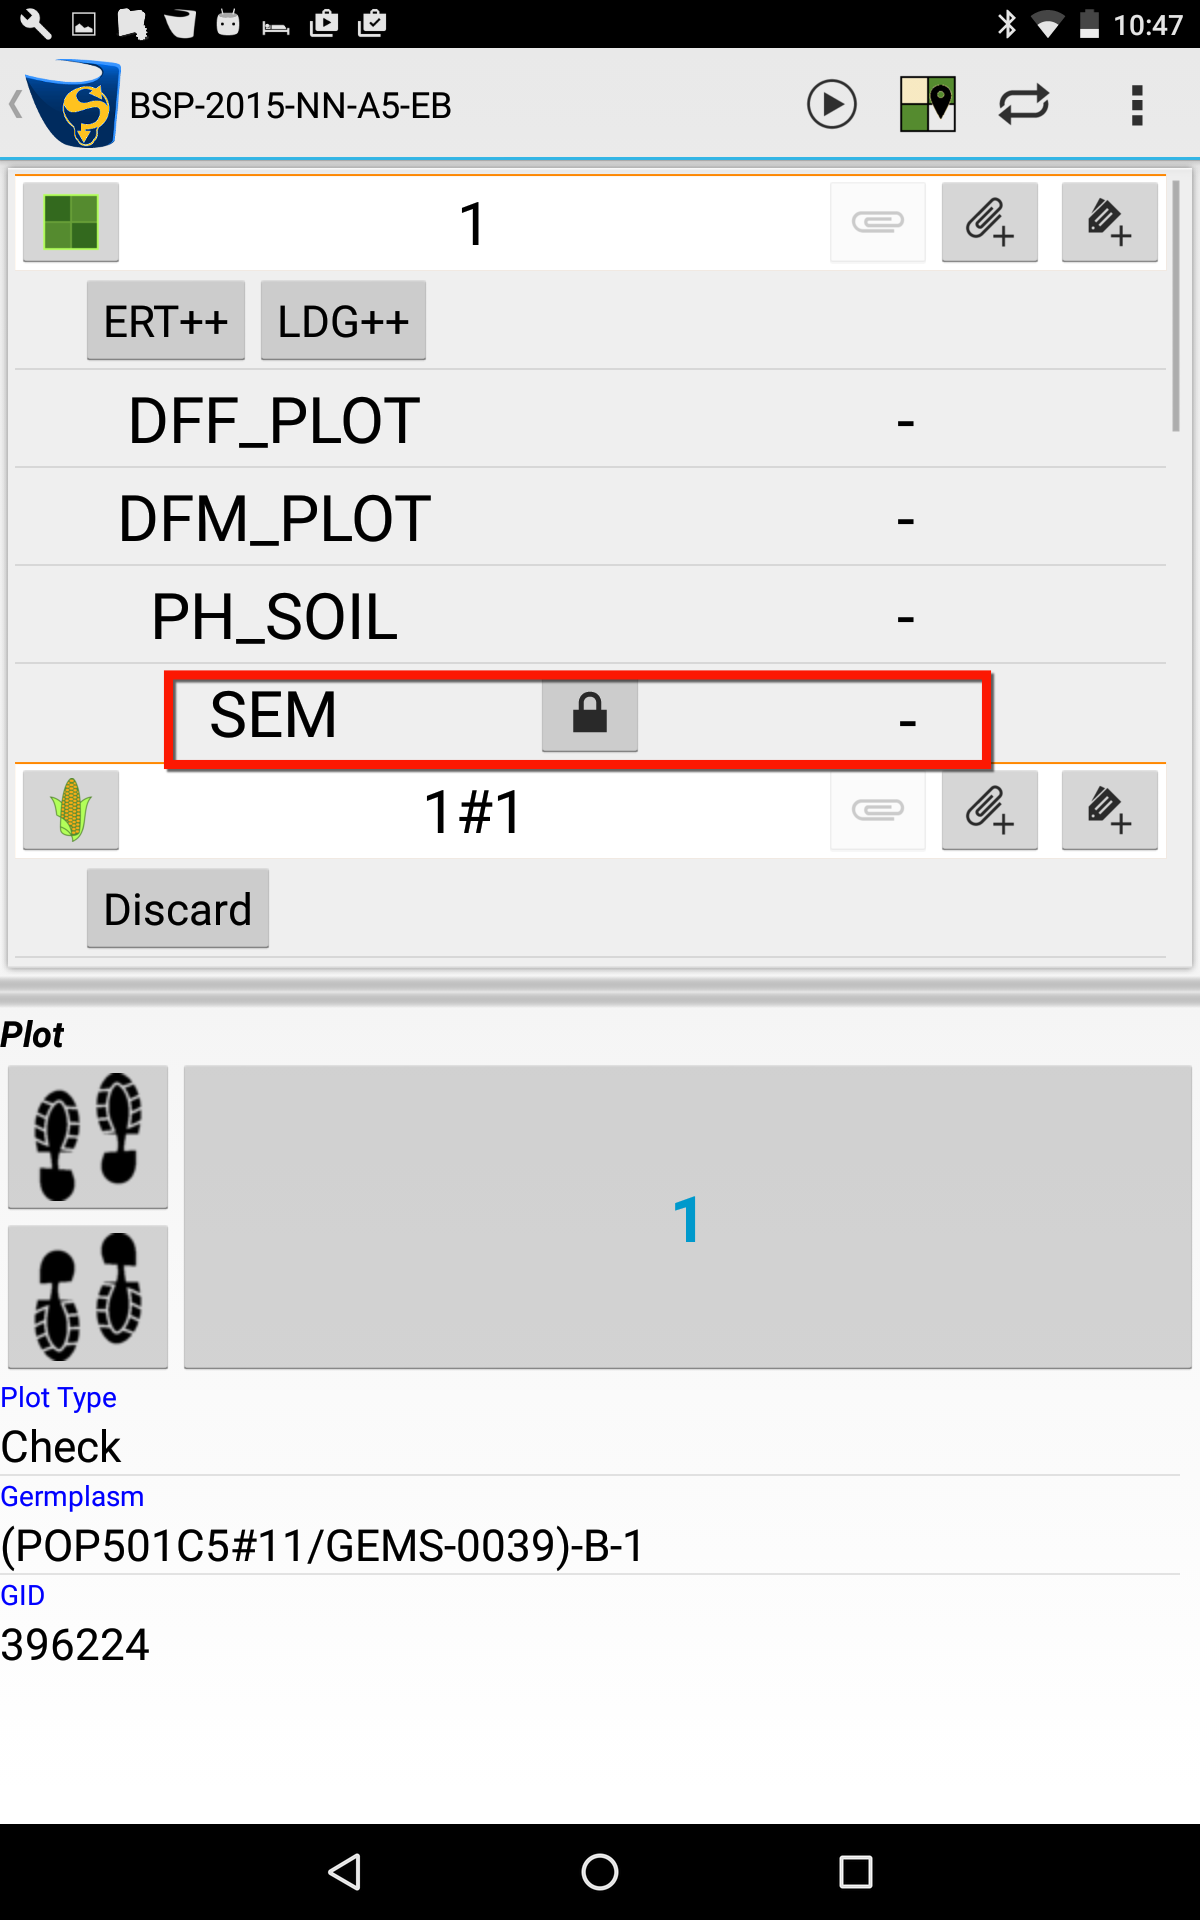 10:47
BSP-2015-NN-A5-EB
1
ERT++ LDG++
DFF_PLOT -
DFM_PLOT -
PH_SOIL -
SEM -
1#1
Discard
Plot
1
Plot Type
Check
Germplasm
(POP501C5#11/GEMS-0039)-B-1
GID
396224